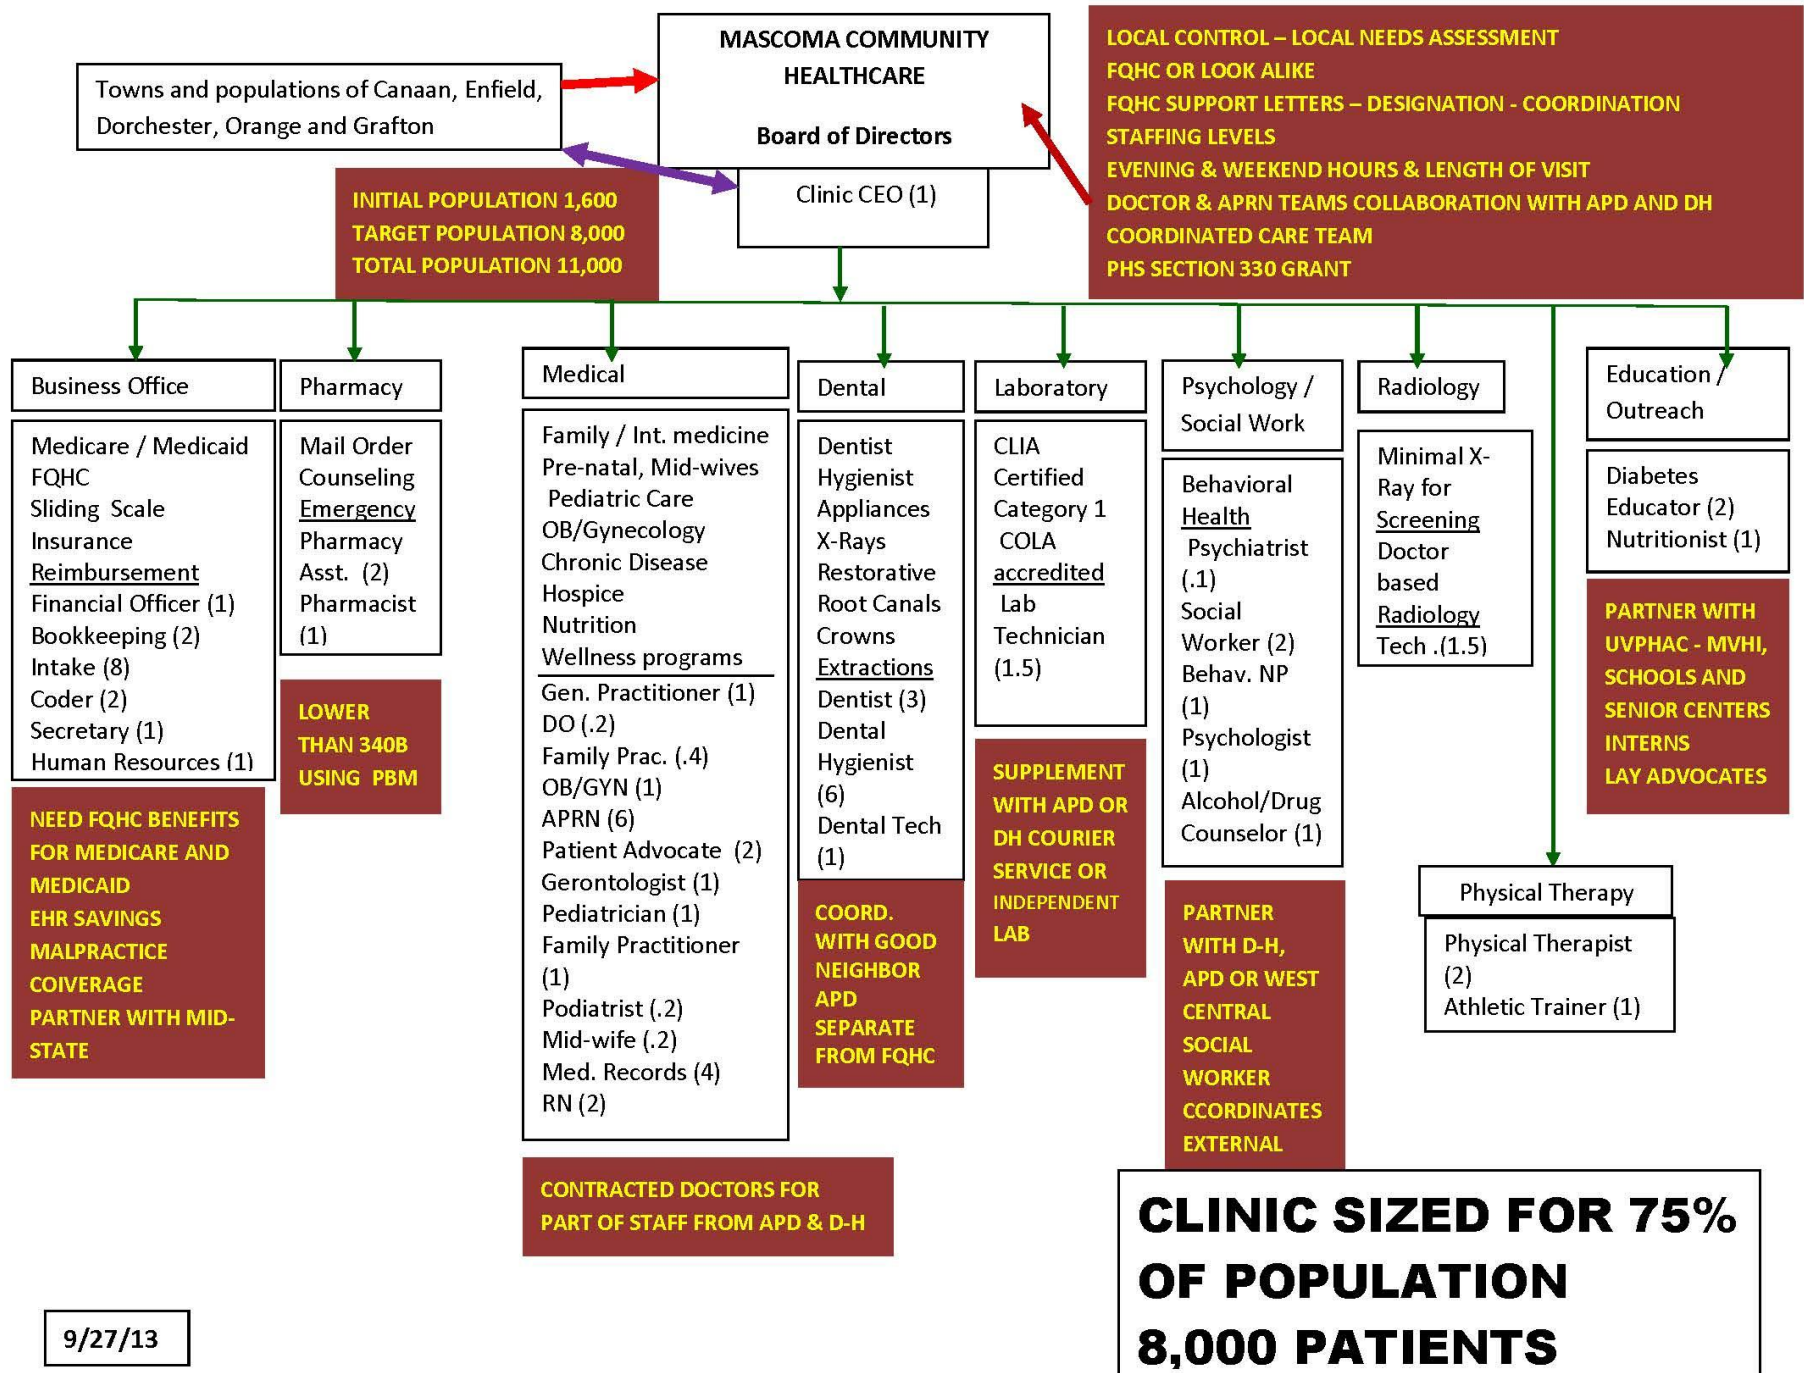 MASCOMA COMMUNITY
HEALTHCARE
Board of Directors
Towns and populations of Canaan, Enfield,
Dorchester, Orange and Grafton
Clinic CEO (1)
LOCAL CONTROL – LOCAL NEEDS ASSESSMENT
FQHC OR LOOK ALIKE
FQHC SUPPORT LETTERS – DESIGNATION - COORDINATION
STAFFING LEVELS
EVENING & WEEKEND HOURS & LENGTH OF VISIT
DOCTOR & APRN TEAMS COLLABORATION WITH APD AND DH
COORDINATED CARE TEAM
PHS SECTION 330 GRANT
INITIAL POPULATION 1,600
TARGET POPULATION 8,000
TOTAL POPULATION 11,000
Business Office
Medicare / Medicaid
FQHC
Sliding Scale
Insurance
Reimbursement
Financial Officer (1)
Bookkeeping (2)
Intake (8)
Coder (2)
Secretary (1)
Human Resources (1)
NEED FQHC BENEFITS
FOR MEDICARE AND
MEDICAID
EHR SAVINGS
MALPRACTICE
COIVERAGE
PARTNER WITH MID-
STATE
Pharmacy
Mail Order
Counseling
Emergency
Pharmacy
Asst. (2)
Pharmacist
(1)
LOWER
THAN 340B
USING PBM
Medical
Family / Int. medicine
Pre-natal, Mid-wives
Pediatric Care
OB/Gynecology
Chronic Disease
Hospice
Nutrition
Wellness programs
Gen. Practitioner (1)
DO (.2)
Family Prac. (.4)
OB/GYN (1)
APRN (6)
Patient Advocate (2)
Gerontologist (1)
Pediatrician (1)
Family Practitioner
(1)
Podiatrist (.2)
Mid-wife (.2)
Med. Records (4)
RN (2)
CONTRACTED DOCTORS FOR
PART OF STAFF FROM APD & D-H
Dental
Dentist
Hygienist
Appliances
X-Rays
Restorative
Root Canals
Crowns
Extractions
Dentist (3)
Dental
Hygienist
(6)
Dental Tech
(1)
COORD.
WITH GOOD
NEIGHBOR
APD
SEPARATE
FROM FQHC
Laboratory
CLIA
Certified
Category 1
COLA
accredited
Lab
Technician
(1.5)
SUPPLEMENT
WITH APD OR
DH COURIER
SERVICE OR
INDEPENDENT
LAB
Psychology /
Social Work
Behavioral
Health
Psychiatrist
(.1)
Social
Worker (2)
Behav. NP
(1)
Psychologist
(1)
Alcohol/Drug
Counselor (1)
PARTNER
WITH D-H,
APD OR WEST
CENTRAL
SOCIAL
WORKER
CCORDINATES
EXTERNAL
Radiology
Minimal X-
Ray for
Screening
Doctor
based
Radiology
Tech .(1.5)
Physical Therapy
Physical Therapist
(2)
Athletic Trainer (1)
Education /
Outreach
Diabetes
Educator (2)
Nutritionist (1)
PARTNER WITH
UVPHAC - MVHI,
SCHOOLS AND
SENIOR CENTERS
INTERNS
LAY ADVOCATES
CLINIC SIZED FOR 75%
OF POPULATION
8,000 PATIENTS
9/27/13